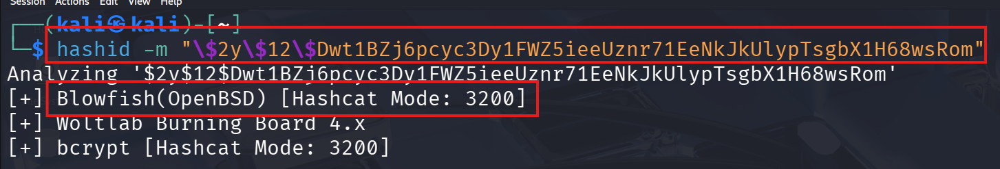 Session Actions Edit View Help
┌──(kali㉿kali)-[~]
└─$ hashid -m "\$2y\$12\$Dwt1BZj6pcyc3Dy1FWZ5ieeUznr71EeNkJkUlypTsgbX1H68wsRom"
Analyzing '$2y$12$Dwt1BZj6pcyc3Dy1FWZ5ieeUznr71EeNkJkUlypTsgbX1H68wsRom'
[+] Blowfish(OpenBSD) [Hashcat Mode: 3200]
[+] Woltlab Burning Board 4.x
[+] bcrypt [Hashcat Mode: 3200]